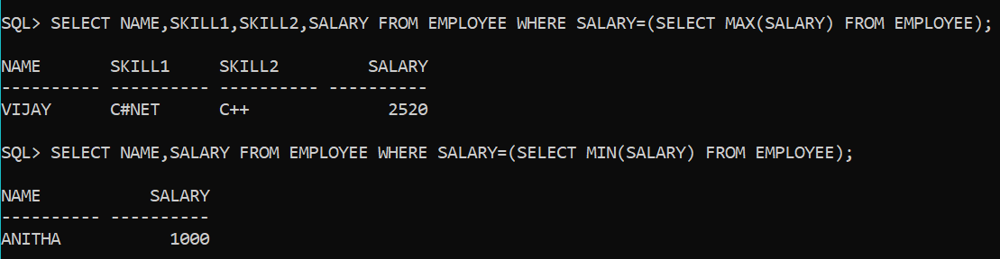 SQL> SELECT NAME,SKILL1,SKILL2,SALARY FROM EMPLOYEE WHERE SALARY=(SELECT MAX(SALARY) FROM EMPLOYEE);
NAME       SKILL1     SKILL2         SALARY
---------- ---------- ---------- ----------
VIJAY      C#NET      C++              2520
SQL> SELECT NAME,SALARY FROM EMPLOYEE WHERE SALARY=(SELECT MIN(SALARY) FROM EMPLOYEE);
NAME           SALARY
---------- ----------
ANITHA           1000